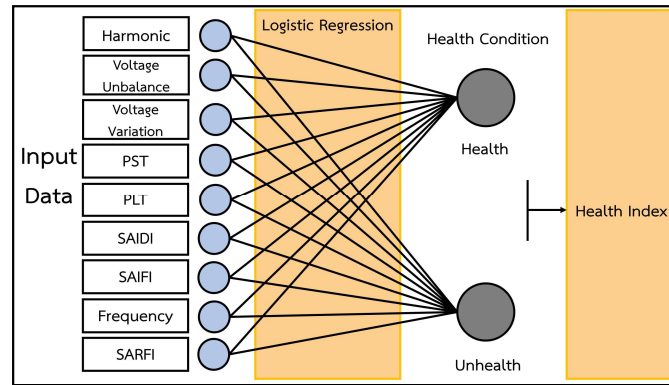 Harmonic
Voltage
Unbalance
Voltage
Variation
PST
PLT
SAIDI
SAIFI
Frequency
SARFI
Input
Data
Logistic Regression
Health Condition
Health
Unhealth
Health Index